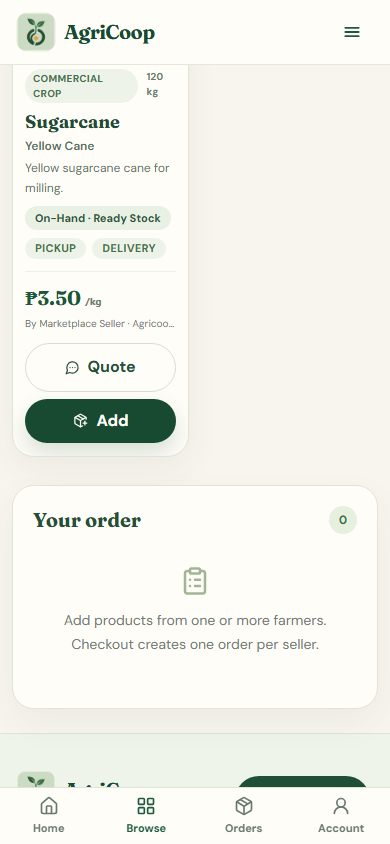 AgriCoop
COMMERCIAL
CROP
120
kg
Sugarcane
Yellow Cane
Yellow sugarcane cane for
milling.
On-Hand · Ready Stock
PICKUP
DELIVERY
₱3.50 /kg
By Marketplace Seller · Agricoo...
Quote
Add
Your order
0
Add products from one or more farmers.
Checkout creates one order per seller.
Home
Browse
Orders
Account